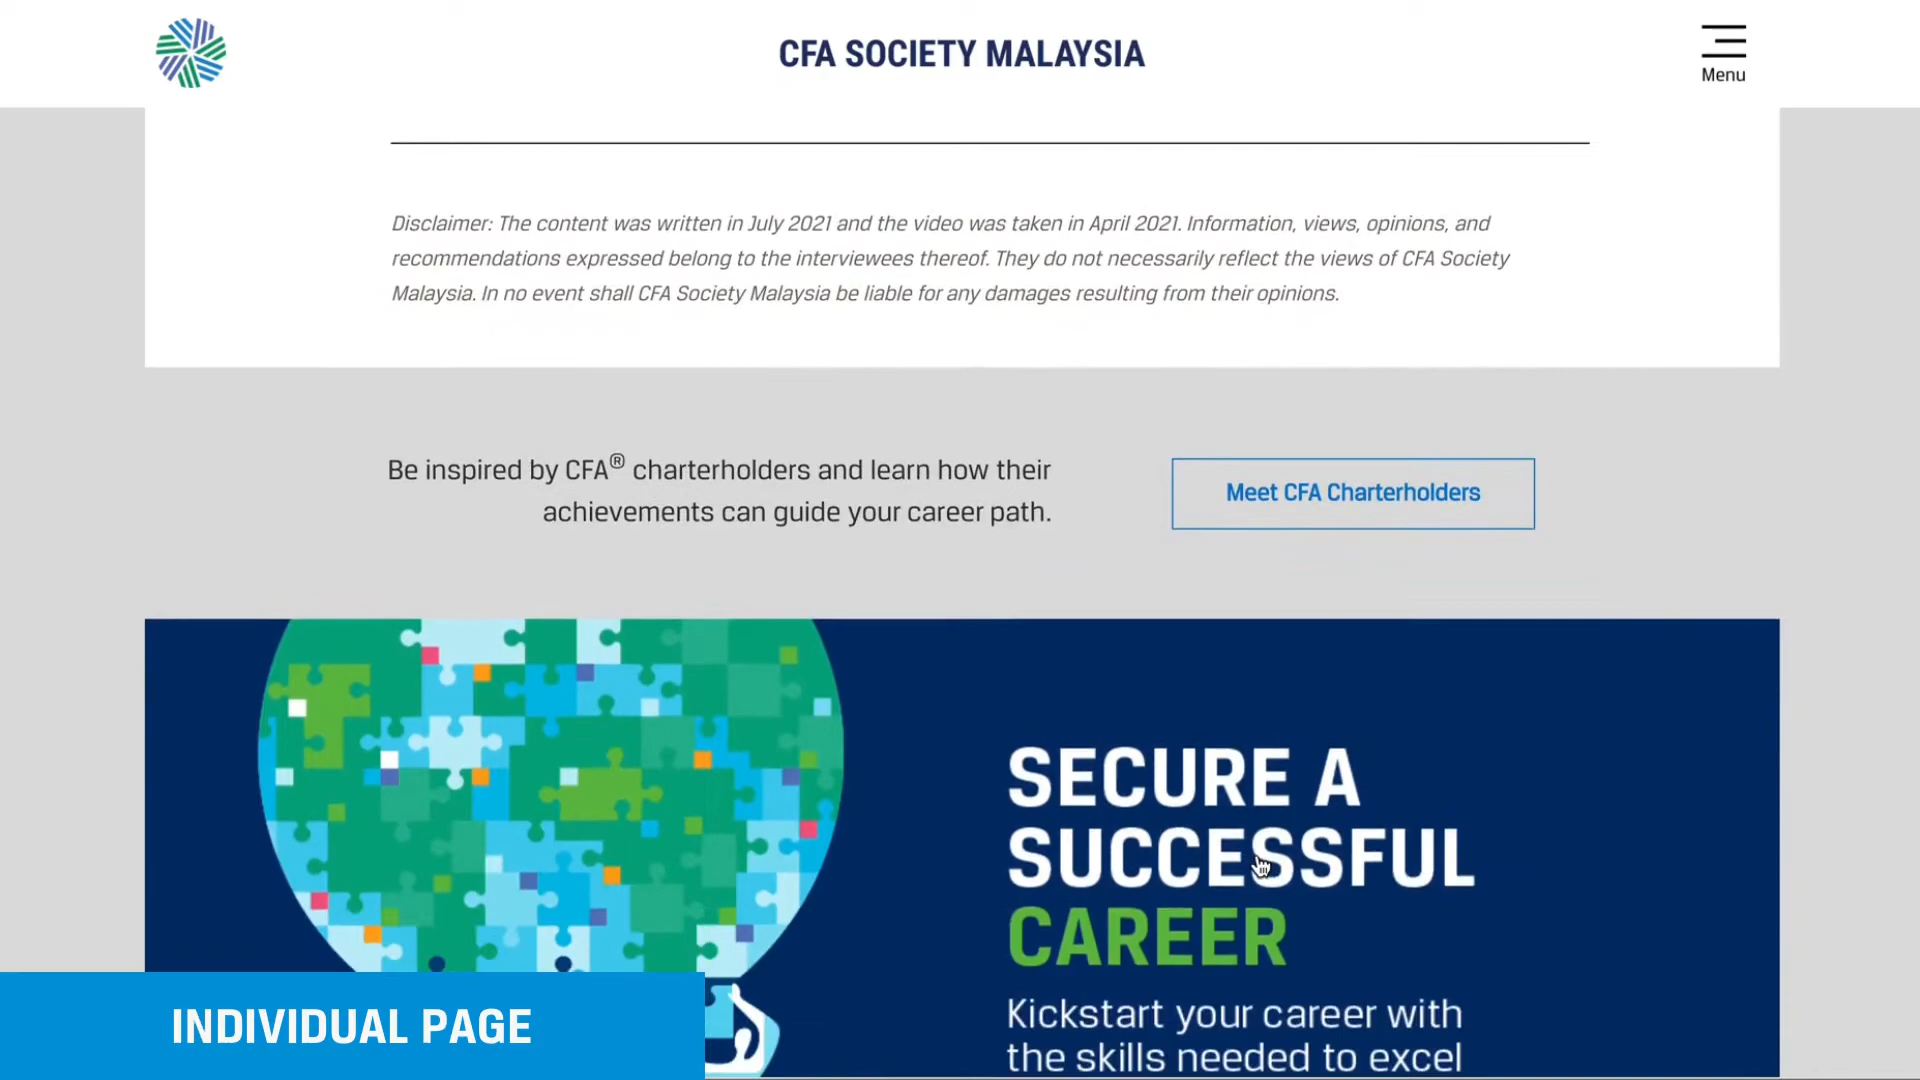 CFA SOCIETY MALAYSIA
Menu
Disclaimer: The content was written in July 2021 and the video was taken in April 2021. Information, views, opinions, and
recommendations expressed belong to the interviewees thereof. They do not necessarily reflect the views of CFA Society
Malaysia. In no event shall CFA Society Malaysia be liable for any damages resulting from their opinions.
Be inspired by CFA® charterholders and learn how their
achievements can guide your career path.
Meet CFA Charterholders
SECURE A
SUCCESSFUL
CAREER
Kickstart your career with
the skills needed to excel
INDIVIDUAL PAGE